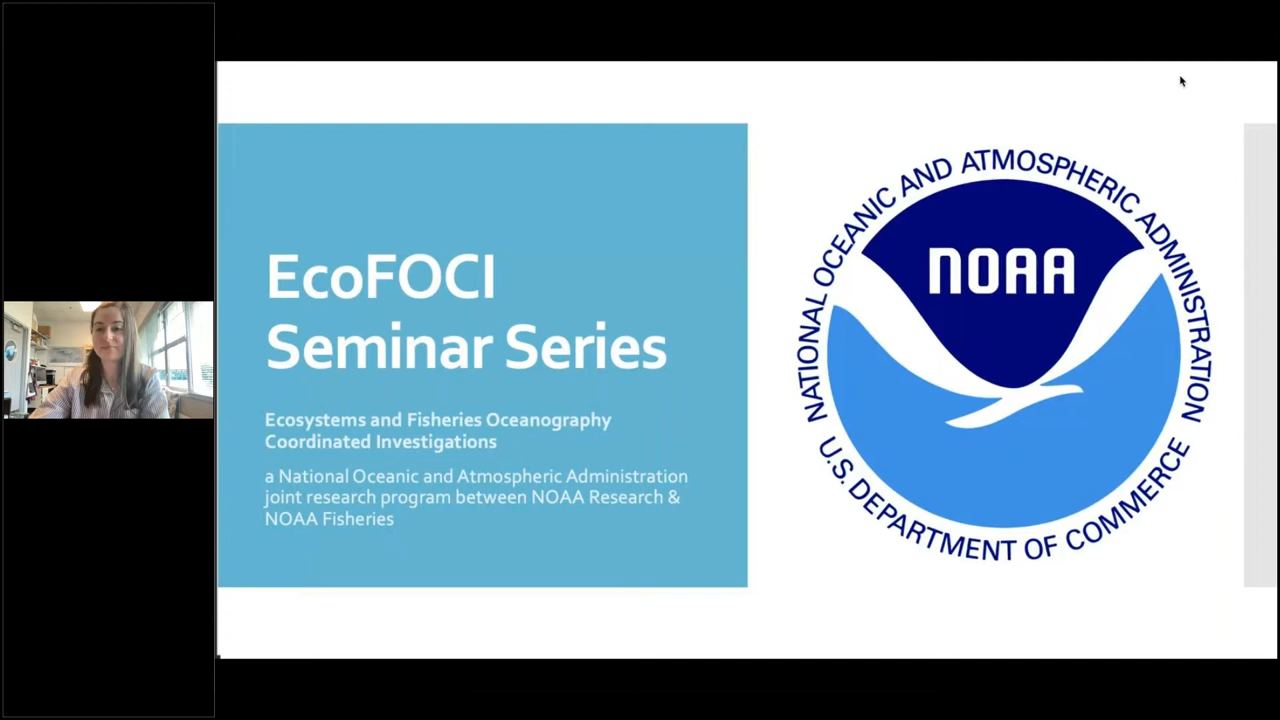 EcoFOCI
Seminar Series
Ecosystems and Fisheries Oceanography
Coordinated Investigations
a National Oceanic and Atmospheric Administration
joint research program between NOAA Research &
NOAA Fisheries
NATIONAL OCEANIC AND ATMOSPHERIC ADMINISTRATION
NOAA
U.S. DEPARTMENT OF COMMERCE